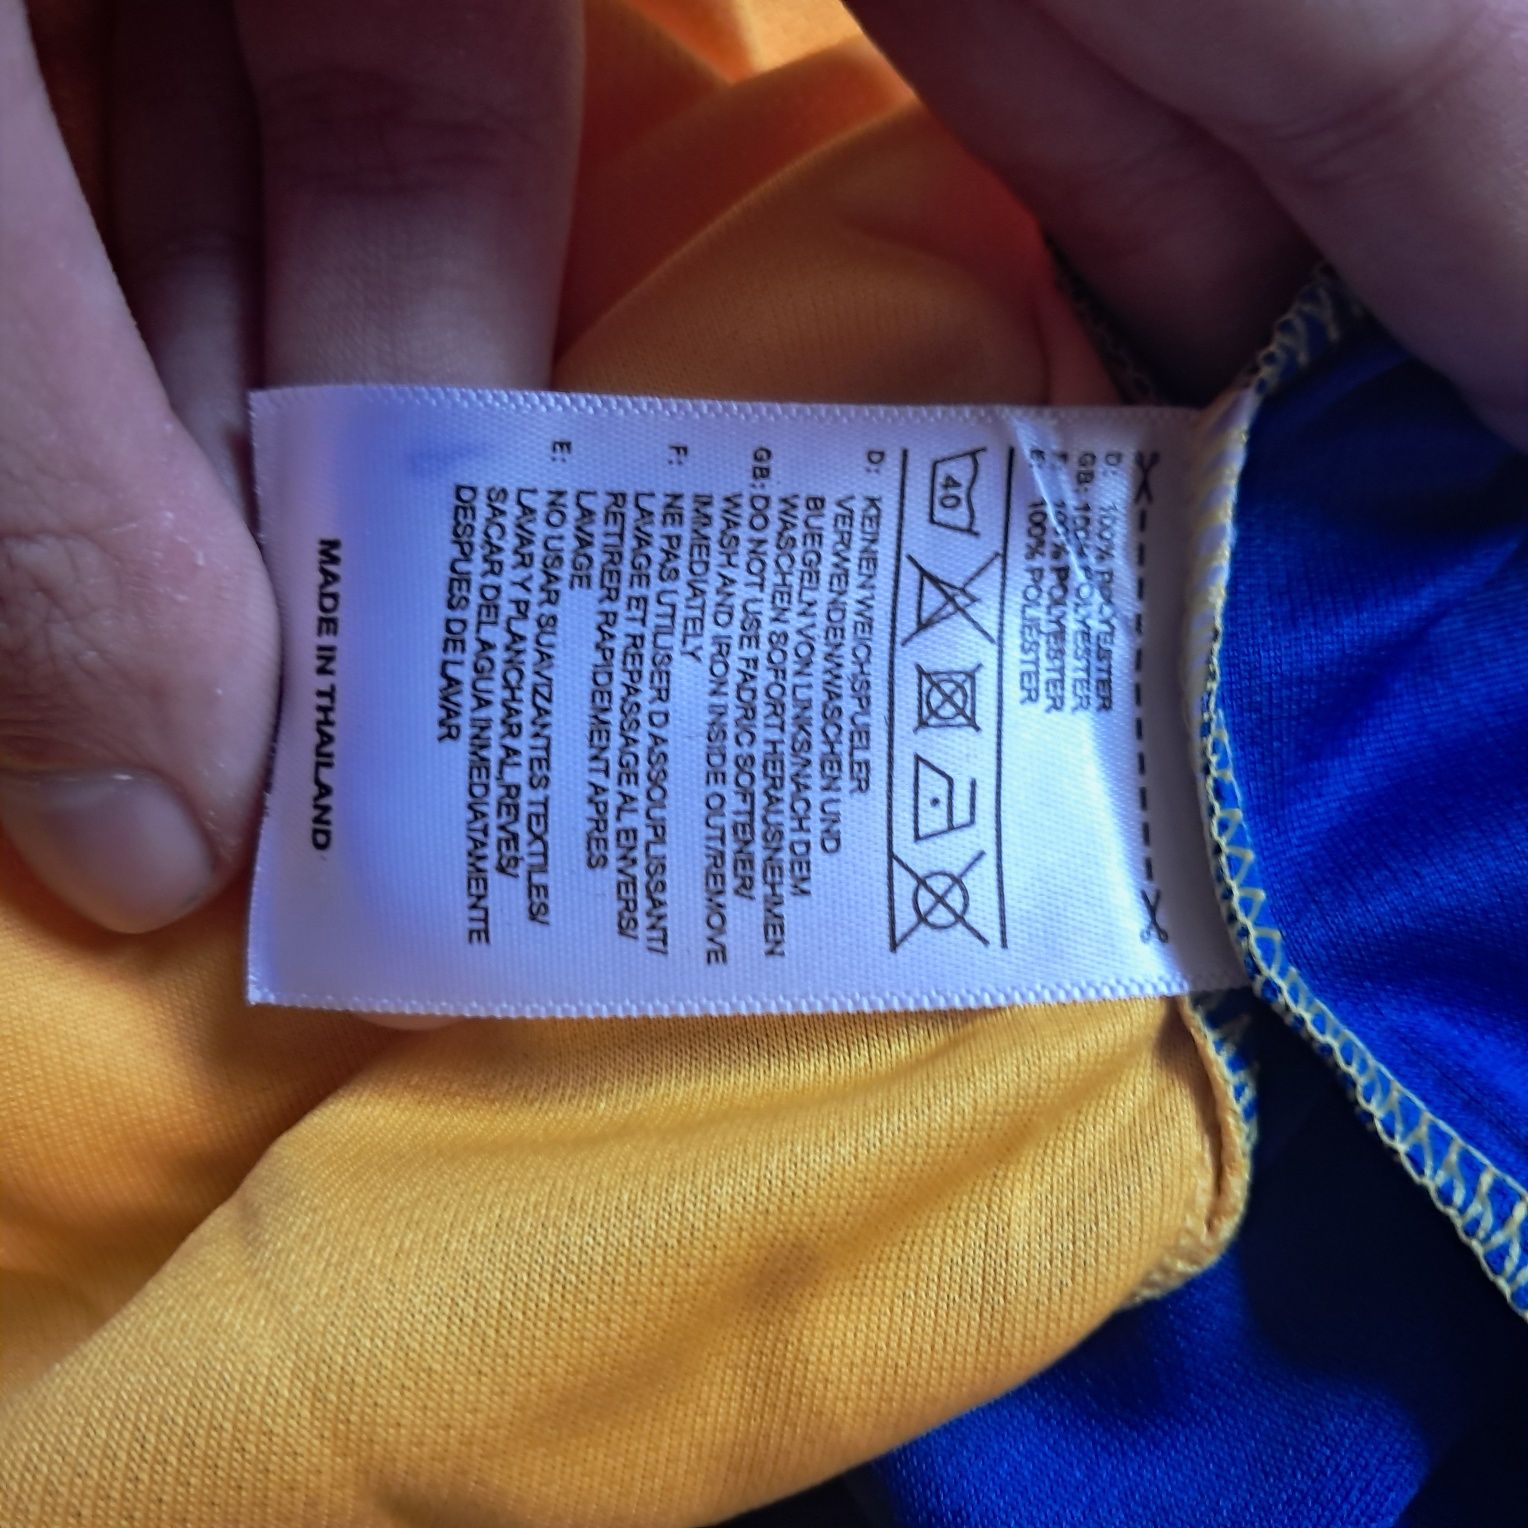 D: 100% POLYESTER
GB: 100% POLYESTER
F: 100% POLYESTER
E: 100% POLIESTER
40
D: KEINEN WEICHSPUELER
VERWENDENWASCHEN UND
BUEGELN VON LINKS/NACH DEM
WASCHEN SOFORT HERAUSNEHMEN
GB: DO NOT USE FADRIC SOFTENER/
WASH AND IRON INSIDE OUT/REMOVE
IMMEDIATELY
F: NE PAS UTILISER D ASSOUPLISSANT/
LAVAGE ET REPASSAGE AL ENVERS/
RETIRER RAPIDEMENT APRES
LAVAGE
E: NO USAR SUAVIZANTES TEXTILES/
LAVAR Y PLANCHAR AL,REVES/
SACAR DEL AGUA INMEDIATAMENTE
DESPUES DE LAVAR
MADE IN THAILAND